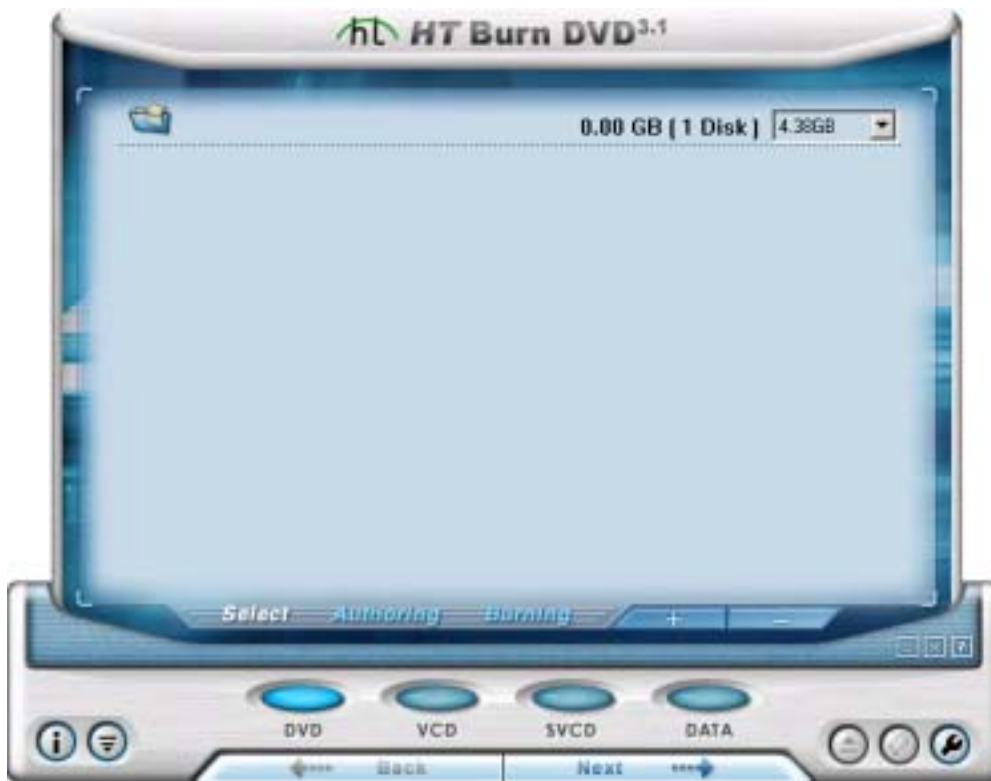 ht HT Burn DVD3.1
0.00 GB ( 1 Disk ) 4.38GB
Select Authoring Burning + -
?
DVD VCD SVCD DATA
i
Back Next